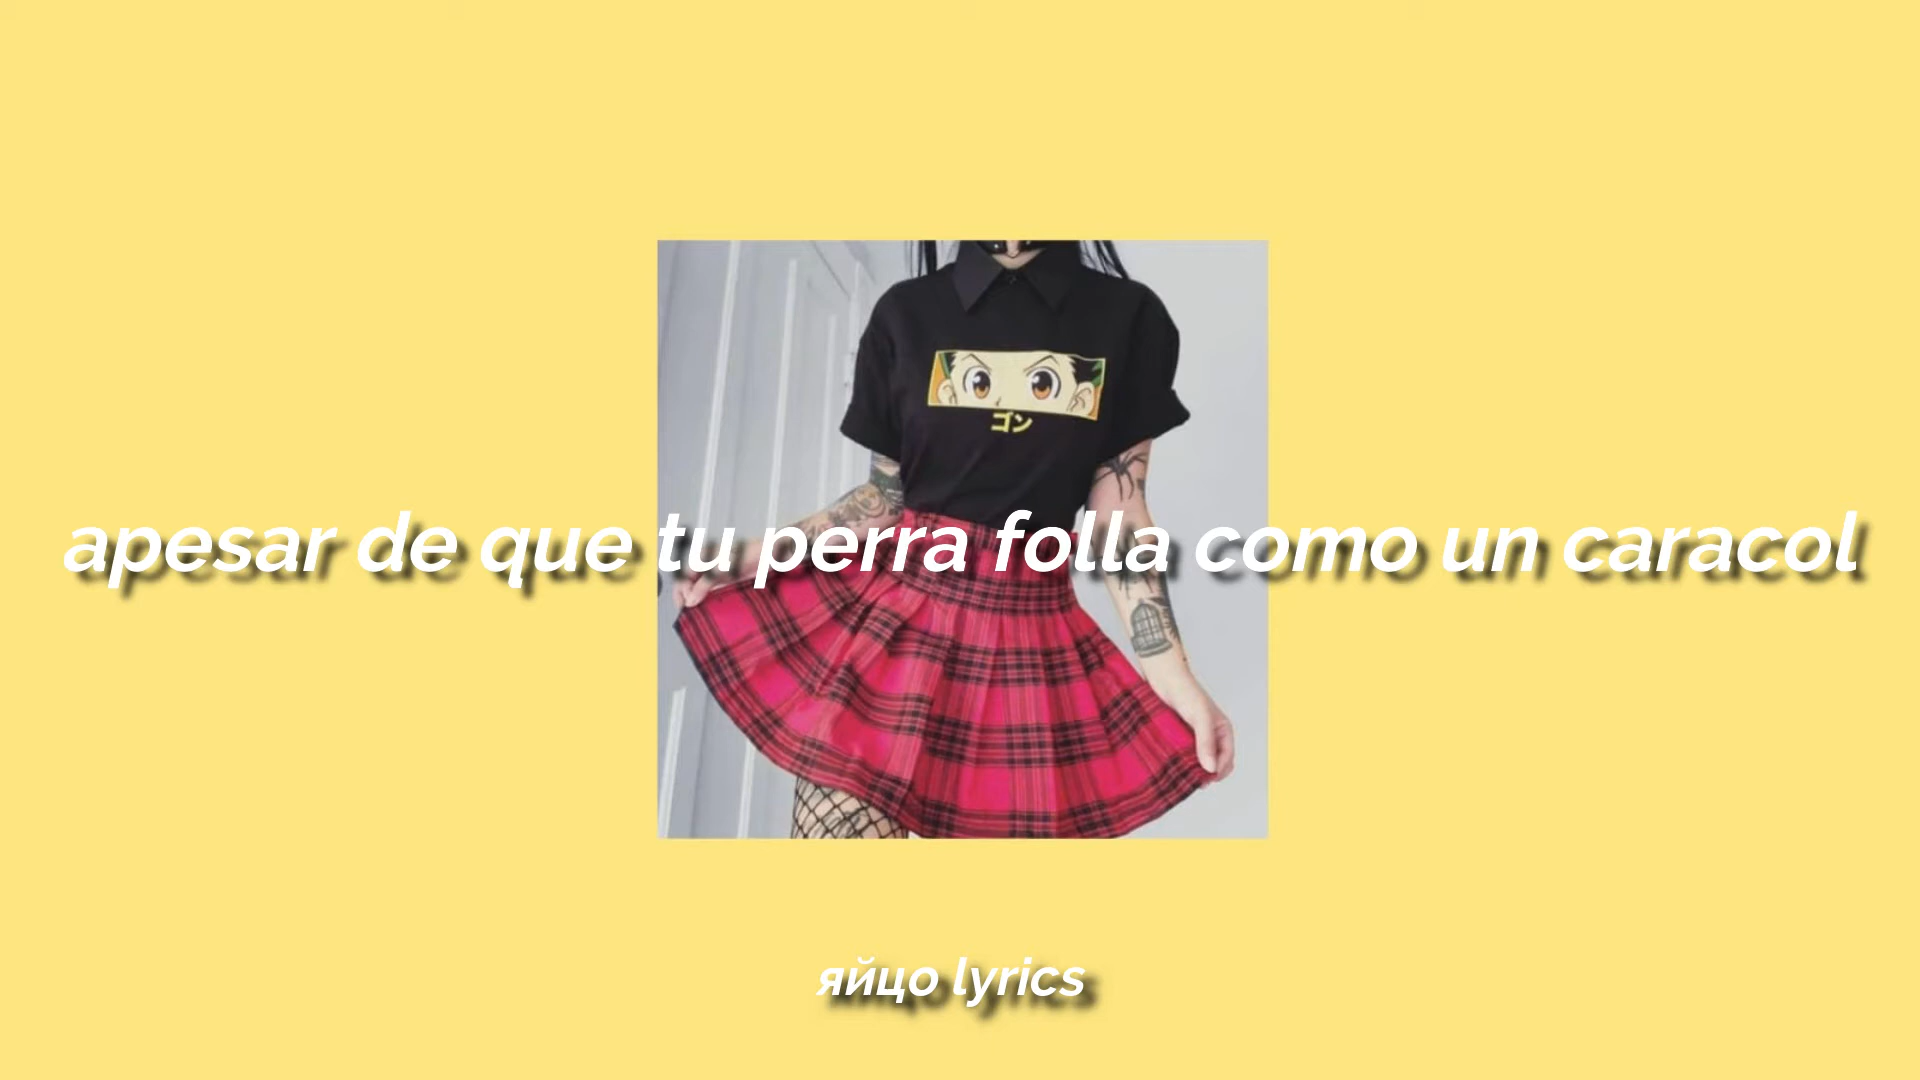 ゴン
apesar de que tu perra folla como un caracol
яйцо lyrics